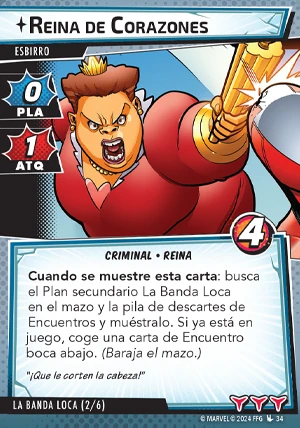 REINA DE CORAZONES
ESBIRRO
0
PLA
1
ATQ
4
CRIMINAL • REINA
Cuando se muestre esta carta: busca
el Plan secundario La Banda Loca
en el mazo y la pila de descartes de
Encuentros y muéstralo. Si ya está en
juego, coge una carta de Encuentro
boca abajo. (Baraja el mazo.)
"¡Que le corten la cabeza!"
LA BANDA LOCA (2/6)
© MARVEL © 2024 FFG 34